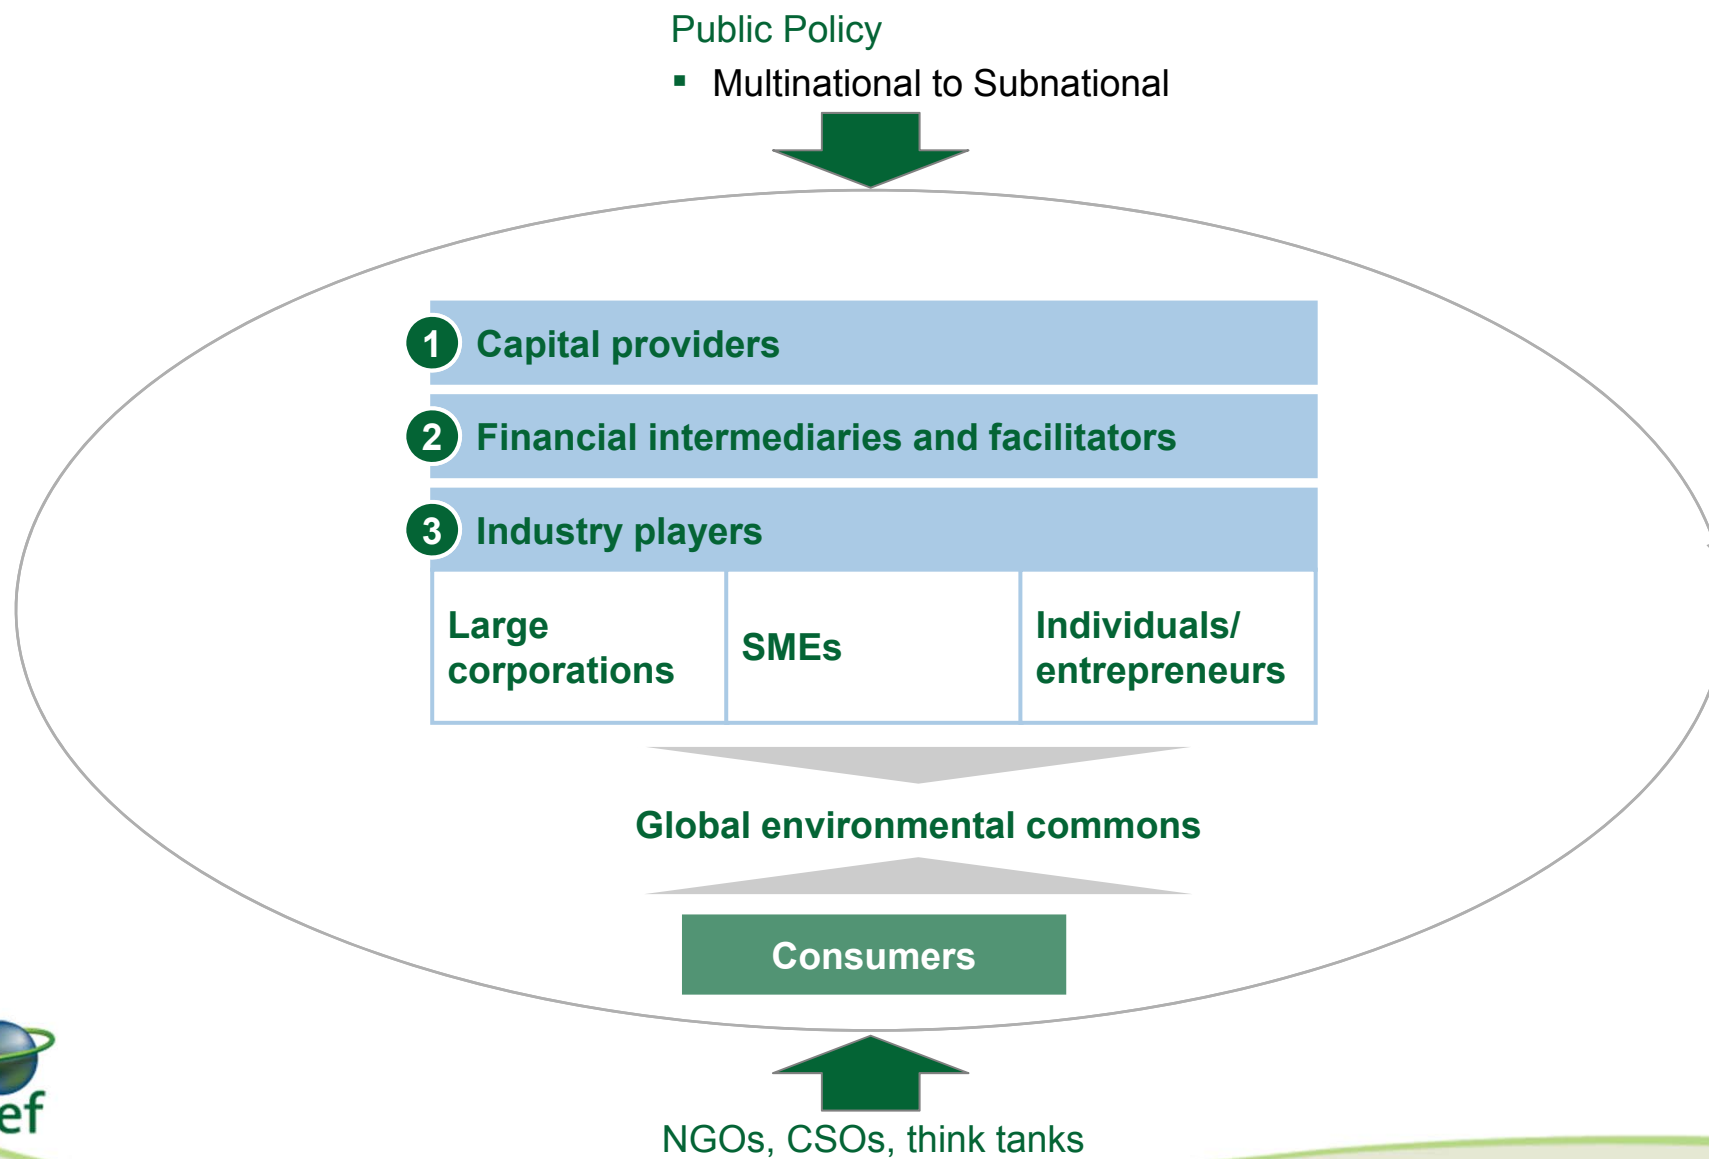 Public Policy
▪ Multinational to Subnational
1 Capital providers
2 Financial intermediaries and facilitators
3 Industry players
Large
corporations
SMEs
Individuals/
entrepreneurs
Global environmental commons
Consumers
ef
NGOs, CSOs, think tanks